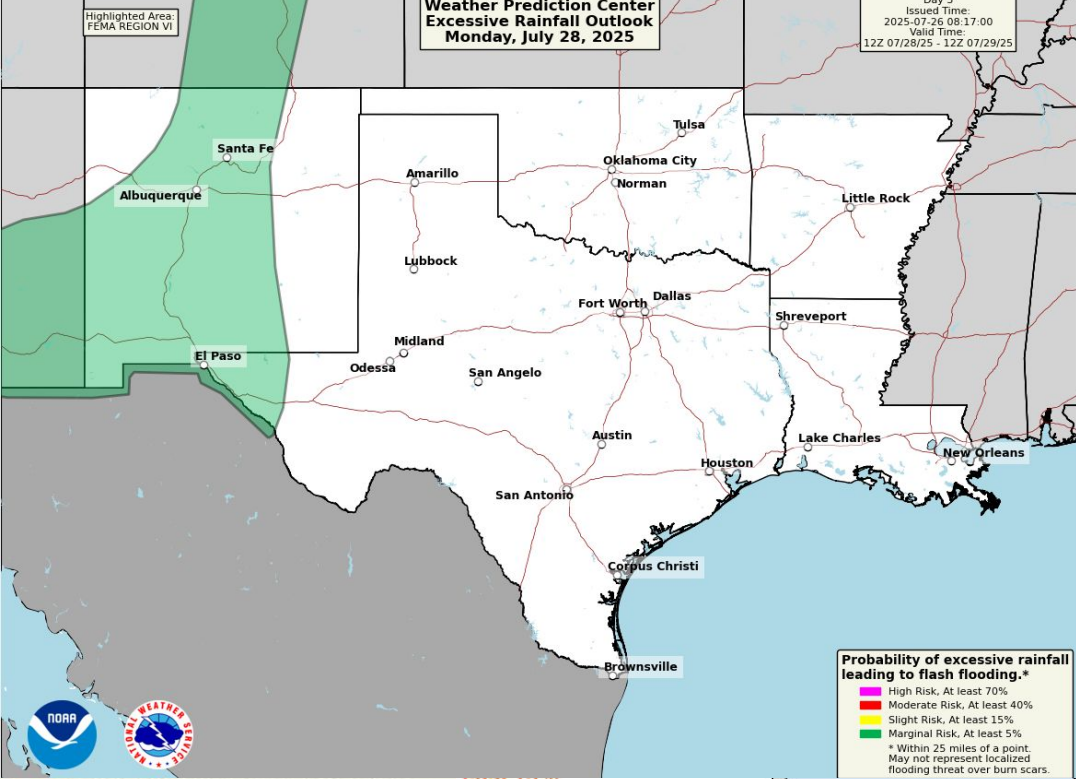 Highlighted Area:
FEMA REGION VI
Weather Prediction Center
Excessive Rainfall Outlook
Monday, July 28, 2025
Issued Time:
2025-07-26 08:17:00
Valid Time:
12Z 07/28/25 - 12Z 07/29/25
Tulsa
Santa Fe
Oklahoma City
Amarillo
Norman
Albuquerque
Little Rock
Lubbock
Dallas
Fort Worth
Shreveport
Midland
El Paso
Odessa
San Angelo
Austin
Lake Charles
New Orleans
Houston
San Antonio
Corpus Christi
Brownsville
Probability of excessive rainfall
leading to flash flooding.*
High Risk, At least 70%
Moderate Risk, At least 40%
Slight Risk, At least 15%
Marginal Risk, At least 5%
* Within 25 miles of a point.
May not represent localized
flooding threat over burn scars.
NOAA
NATIONAL WEATHER SERVICE